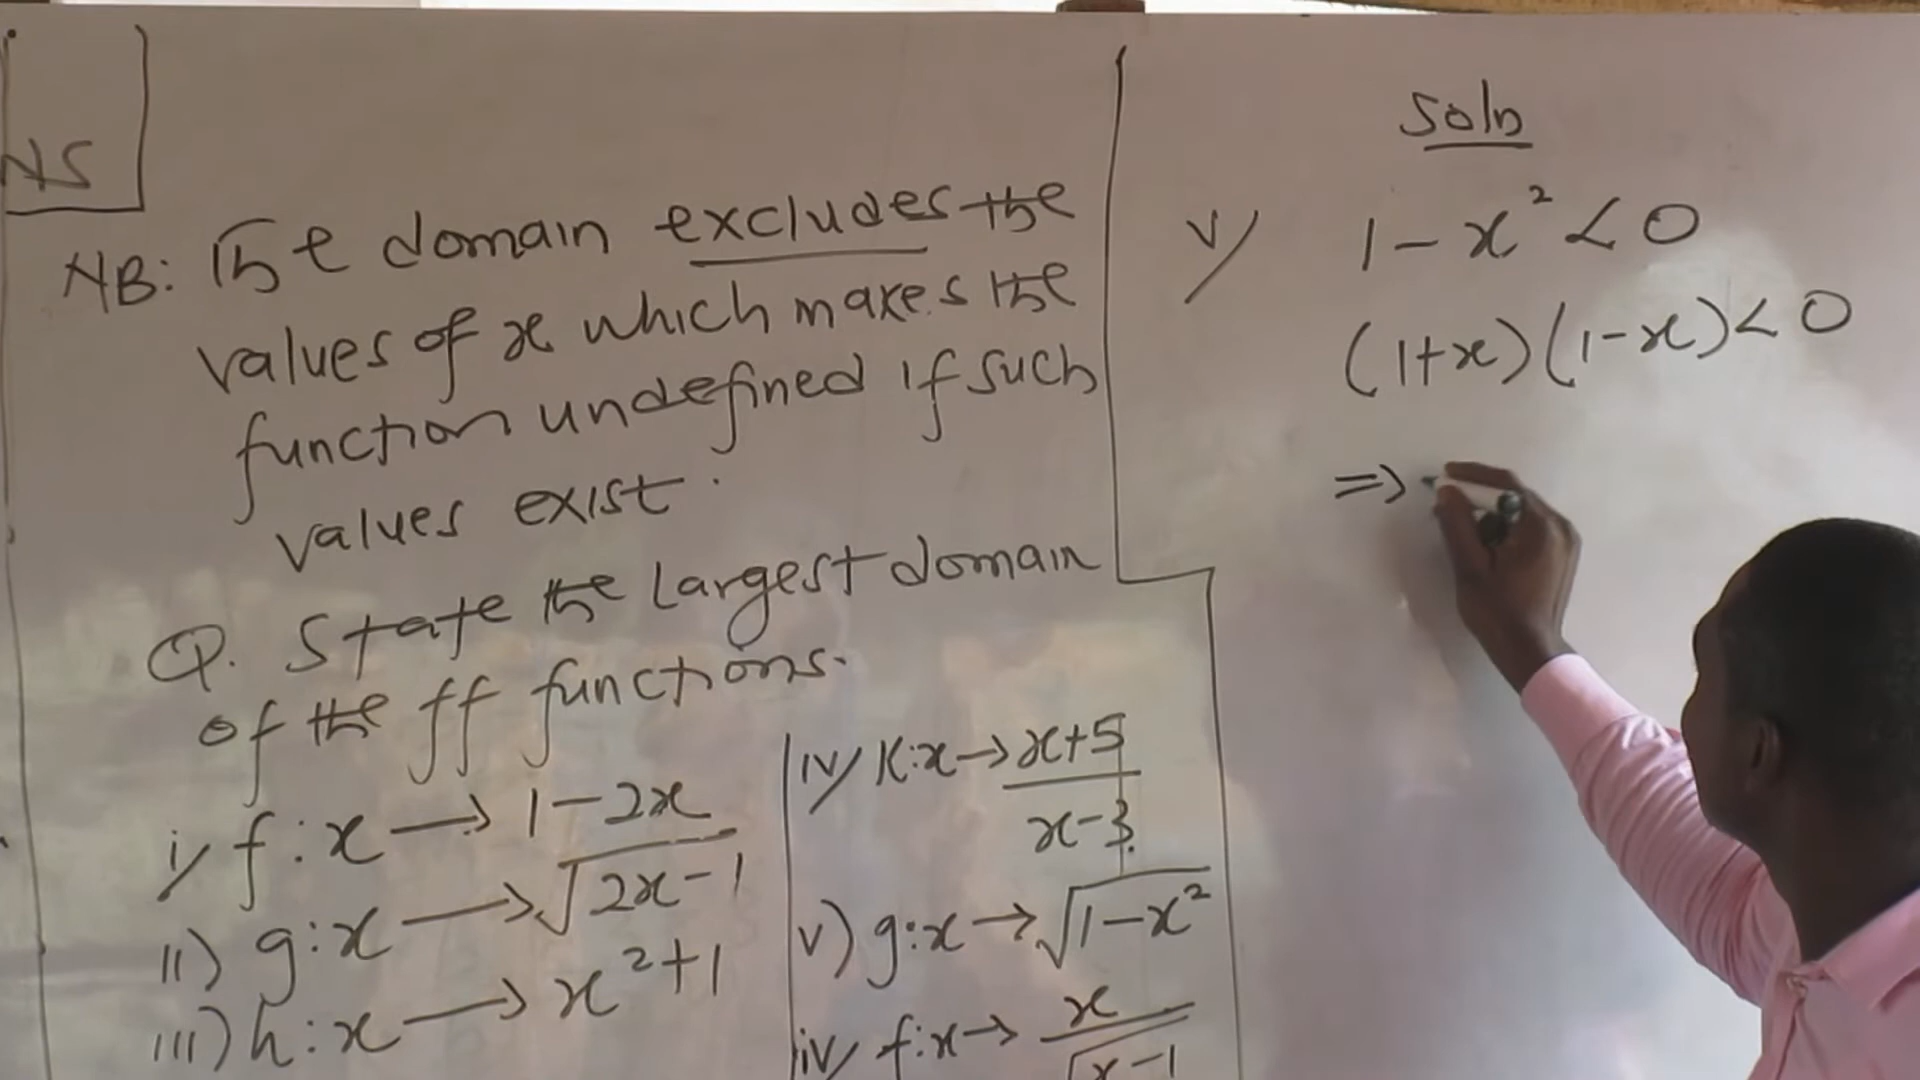 NS
NB: The domain excludes the
values of x which makes the
function undefined if such
values exist.
Q. State the largest domain
of the ff functions.
i/ f:x → 1-2x
ii) g:x → √(2x-1)
iii) h:x → x²+1
iv/ K:x → (x+5)/(x-3)
v) g:x → √(1-x²)
iv/ f:x → x/√(x-1)
Soln
v/ 1-x² < 0
(1+x)(1-x) < 0
⇒